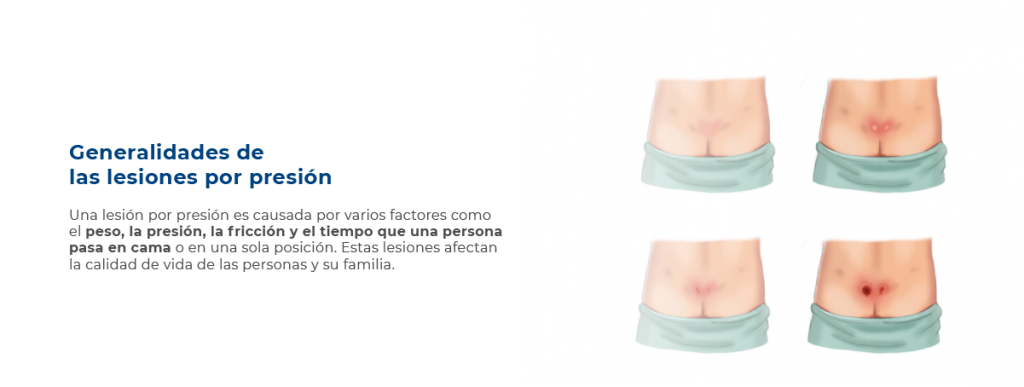 Generalidades de
las lesiones por presión
Una lesión por presión es causada por varios factores como
el peso, la presión, la fricción y el tiempo que una persona
pasa en cama o en una sola posición. Estas lesiones afectan
la calidad de vida de las personas y su familia.